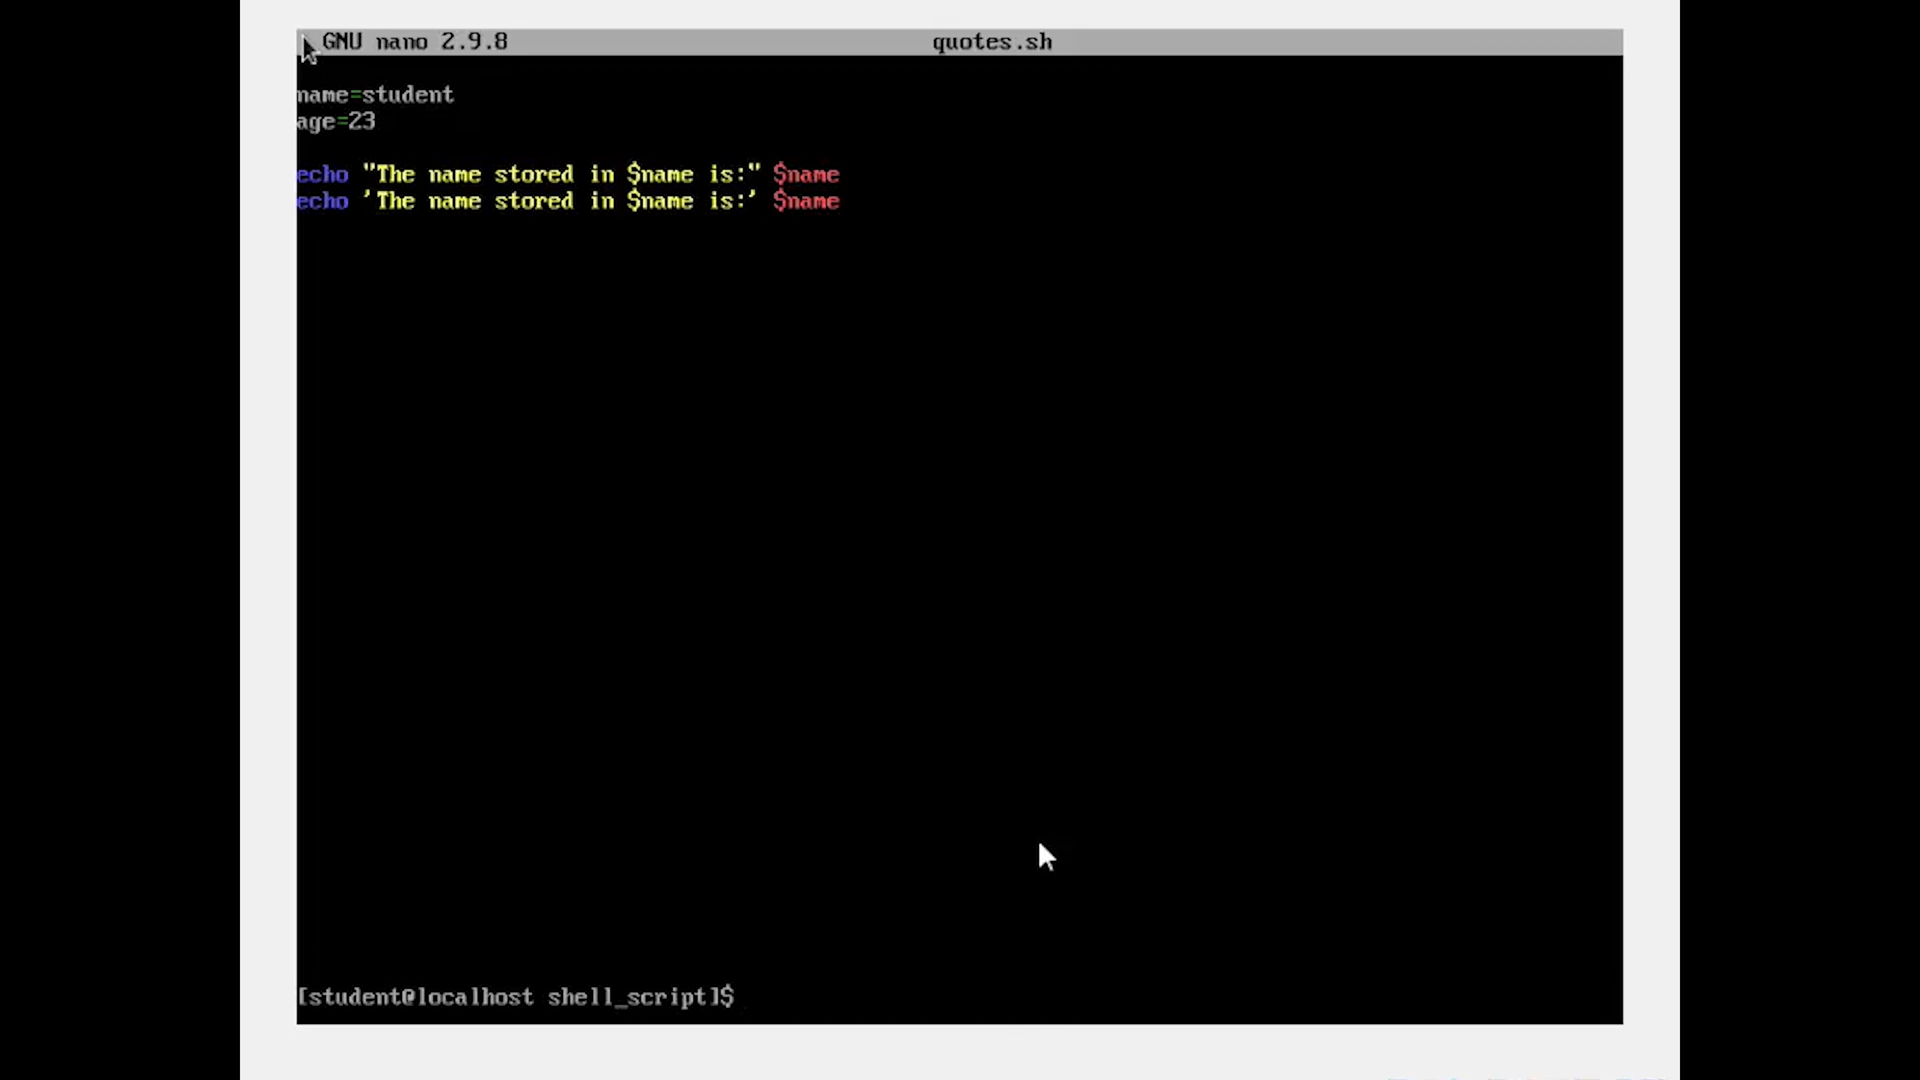 GNU nano 2.9.8 quotes.sh
name=student
age=23
echo "The name stored in $name is:" $name
echo 'The name stored in $name is:' $name
[student@localhost shell_script]$